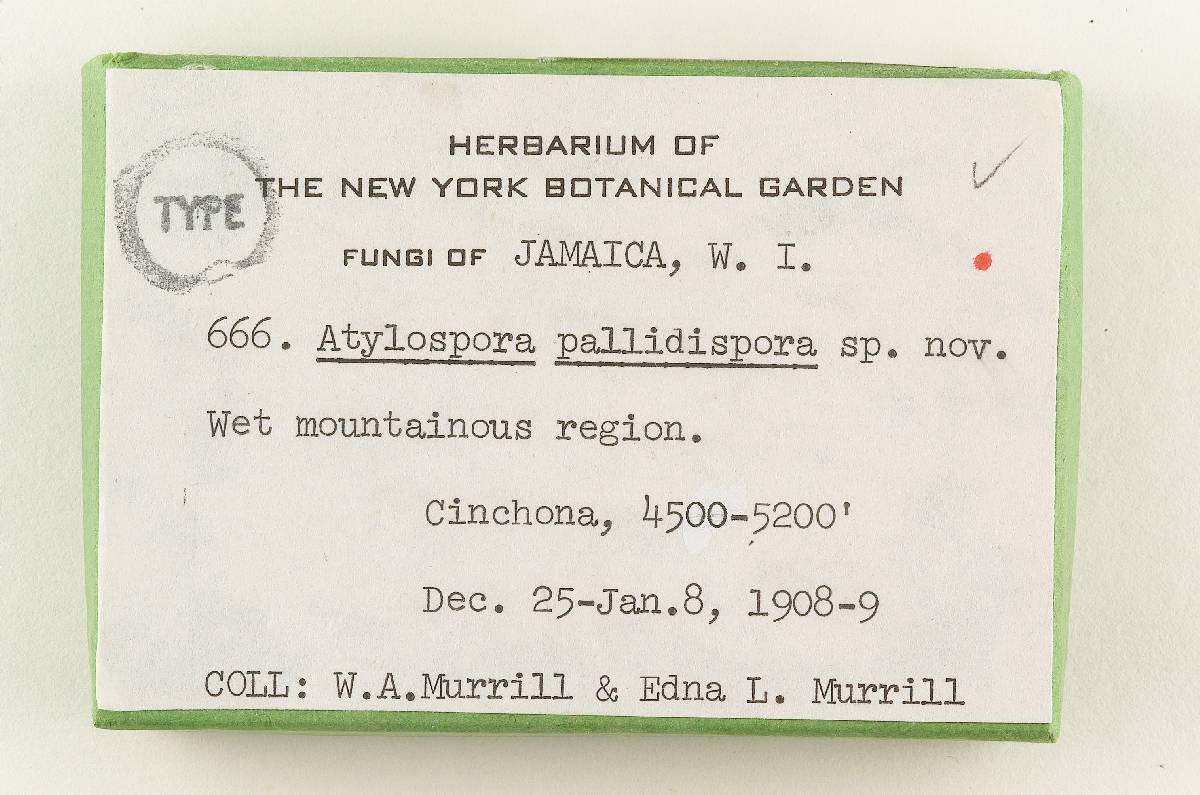 HERBARIUM OF
TYPE
THE NEW YORK BOTANICAL GARDEN
FUNGI OF JAMAICA, W. I.
666. Atylospora pallidispora sp. nov.
Wet mountainous region.
Cinchona, 4500-5200'
Dec. 25-Jan.8, 1908-9
COLL: W.A.Murrill & Edna L. Murrill